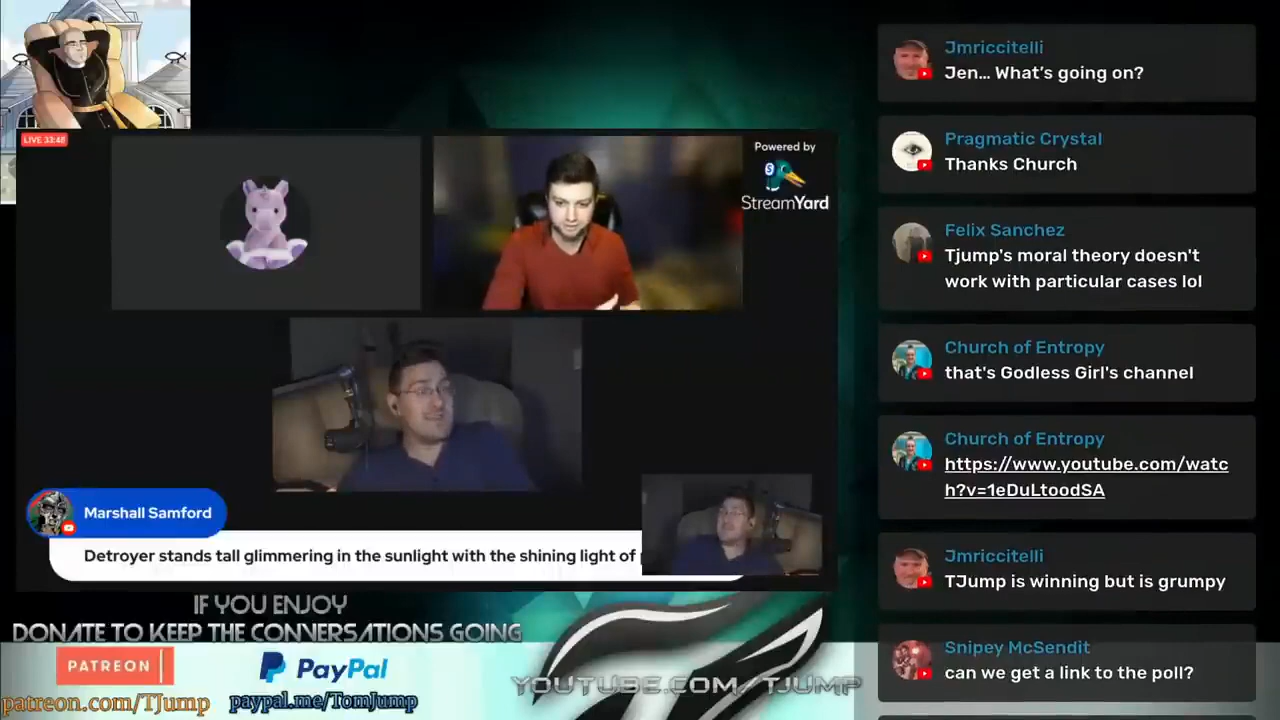 LIVE 33:48
Powered by
StreamYard
Marshall Samford
Detroyer stands tall glimmering in the sunlight with the shining light of
IF YOU ENJOY
DONATE TO KEEP THE CONVERSATIONS GOING
PATREON
PayPal
patreon.com/TJump
paypal.me/TomJump
YOUTUBE.COM/TJUMP
Jmriccitelli
Jen… What's going on?
Pragmatic Crystal
Thanks Church
Felix Sanchez
Tjump's moral theory doesn't
work with particular cases lol
Church of Entropy
that's Godless Girl's channel
Church of Entropy
https://www.youtube.com/watc
h?v=1eDuLtoodSA
Jmriccitelli
TJump is winning but is grumpy
Snipey McSendit
can we get a link to the poll?